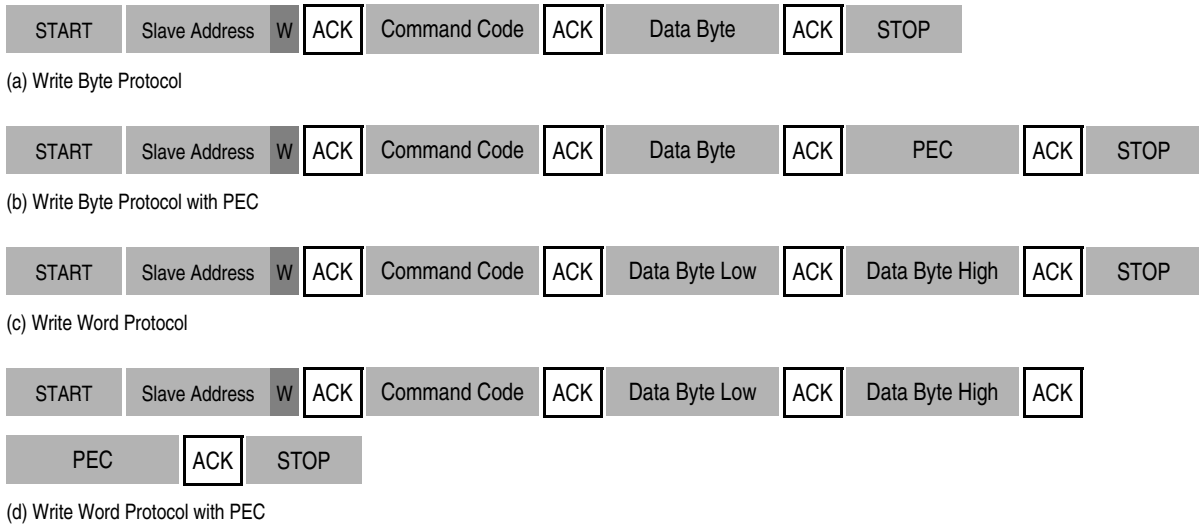 START Slave Address W ACK Command Code ACK Data Byte ACK STOP
(a) Write Byte Protocol
START Slave Address W ACK Command Code ACK Data Byte ACK PEC ACK STOP
(b) Write Byte Protocol with PEC
START Slave Address W ACK Command Code ACK Data Byte Low ACK Data Byte High ACK STOP
(c) Write Word Protocol
START Slave Address W ACK Command Code ACK Data Byte Low ACK Data Byte High ACK
PEC ACK STOP
(d) Write Word Protocol with PEC